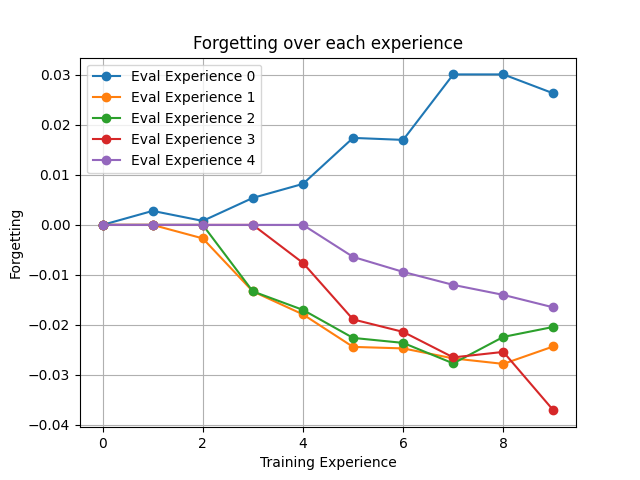 Forgetting over each experience
Eval Experience 0
Eval Experience 1
Eval Experience 2
Eval Experience 3
Eval Experience 4
0.03
0.02
0.01
0.00
−0.01
−0.02
−0.03
−0.04
Forgetting
0 2 4 6 8
Training Experience